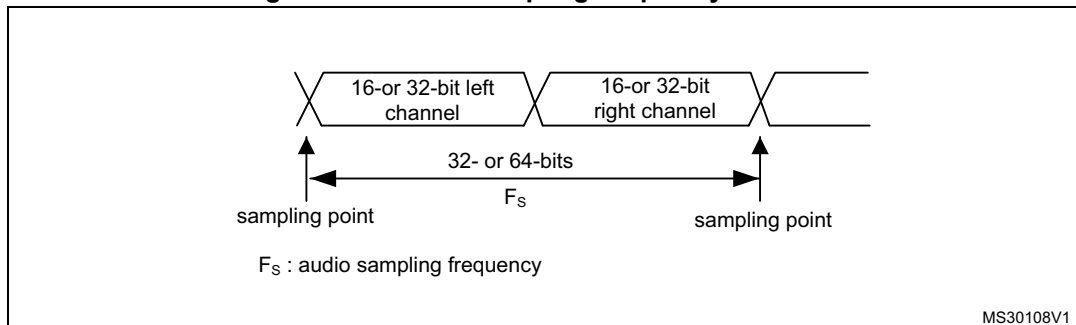 16-or 32-bit left
channel
16-or 32-bit
right channel
32- or 64-bits
FS
sampling point
sampling point
FS : audio sampling frequency
MS30108V1